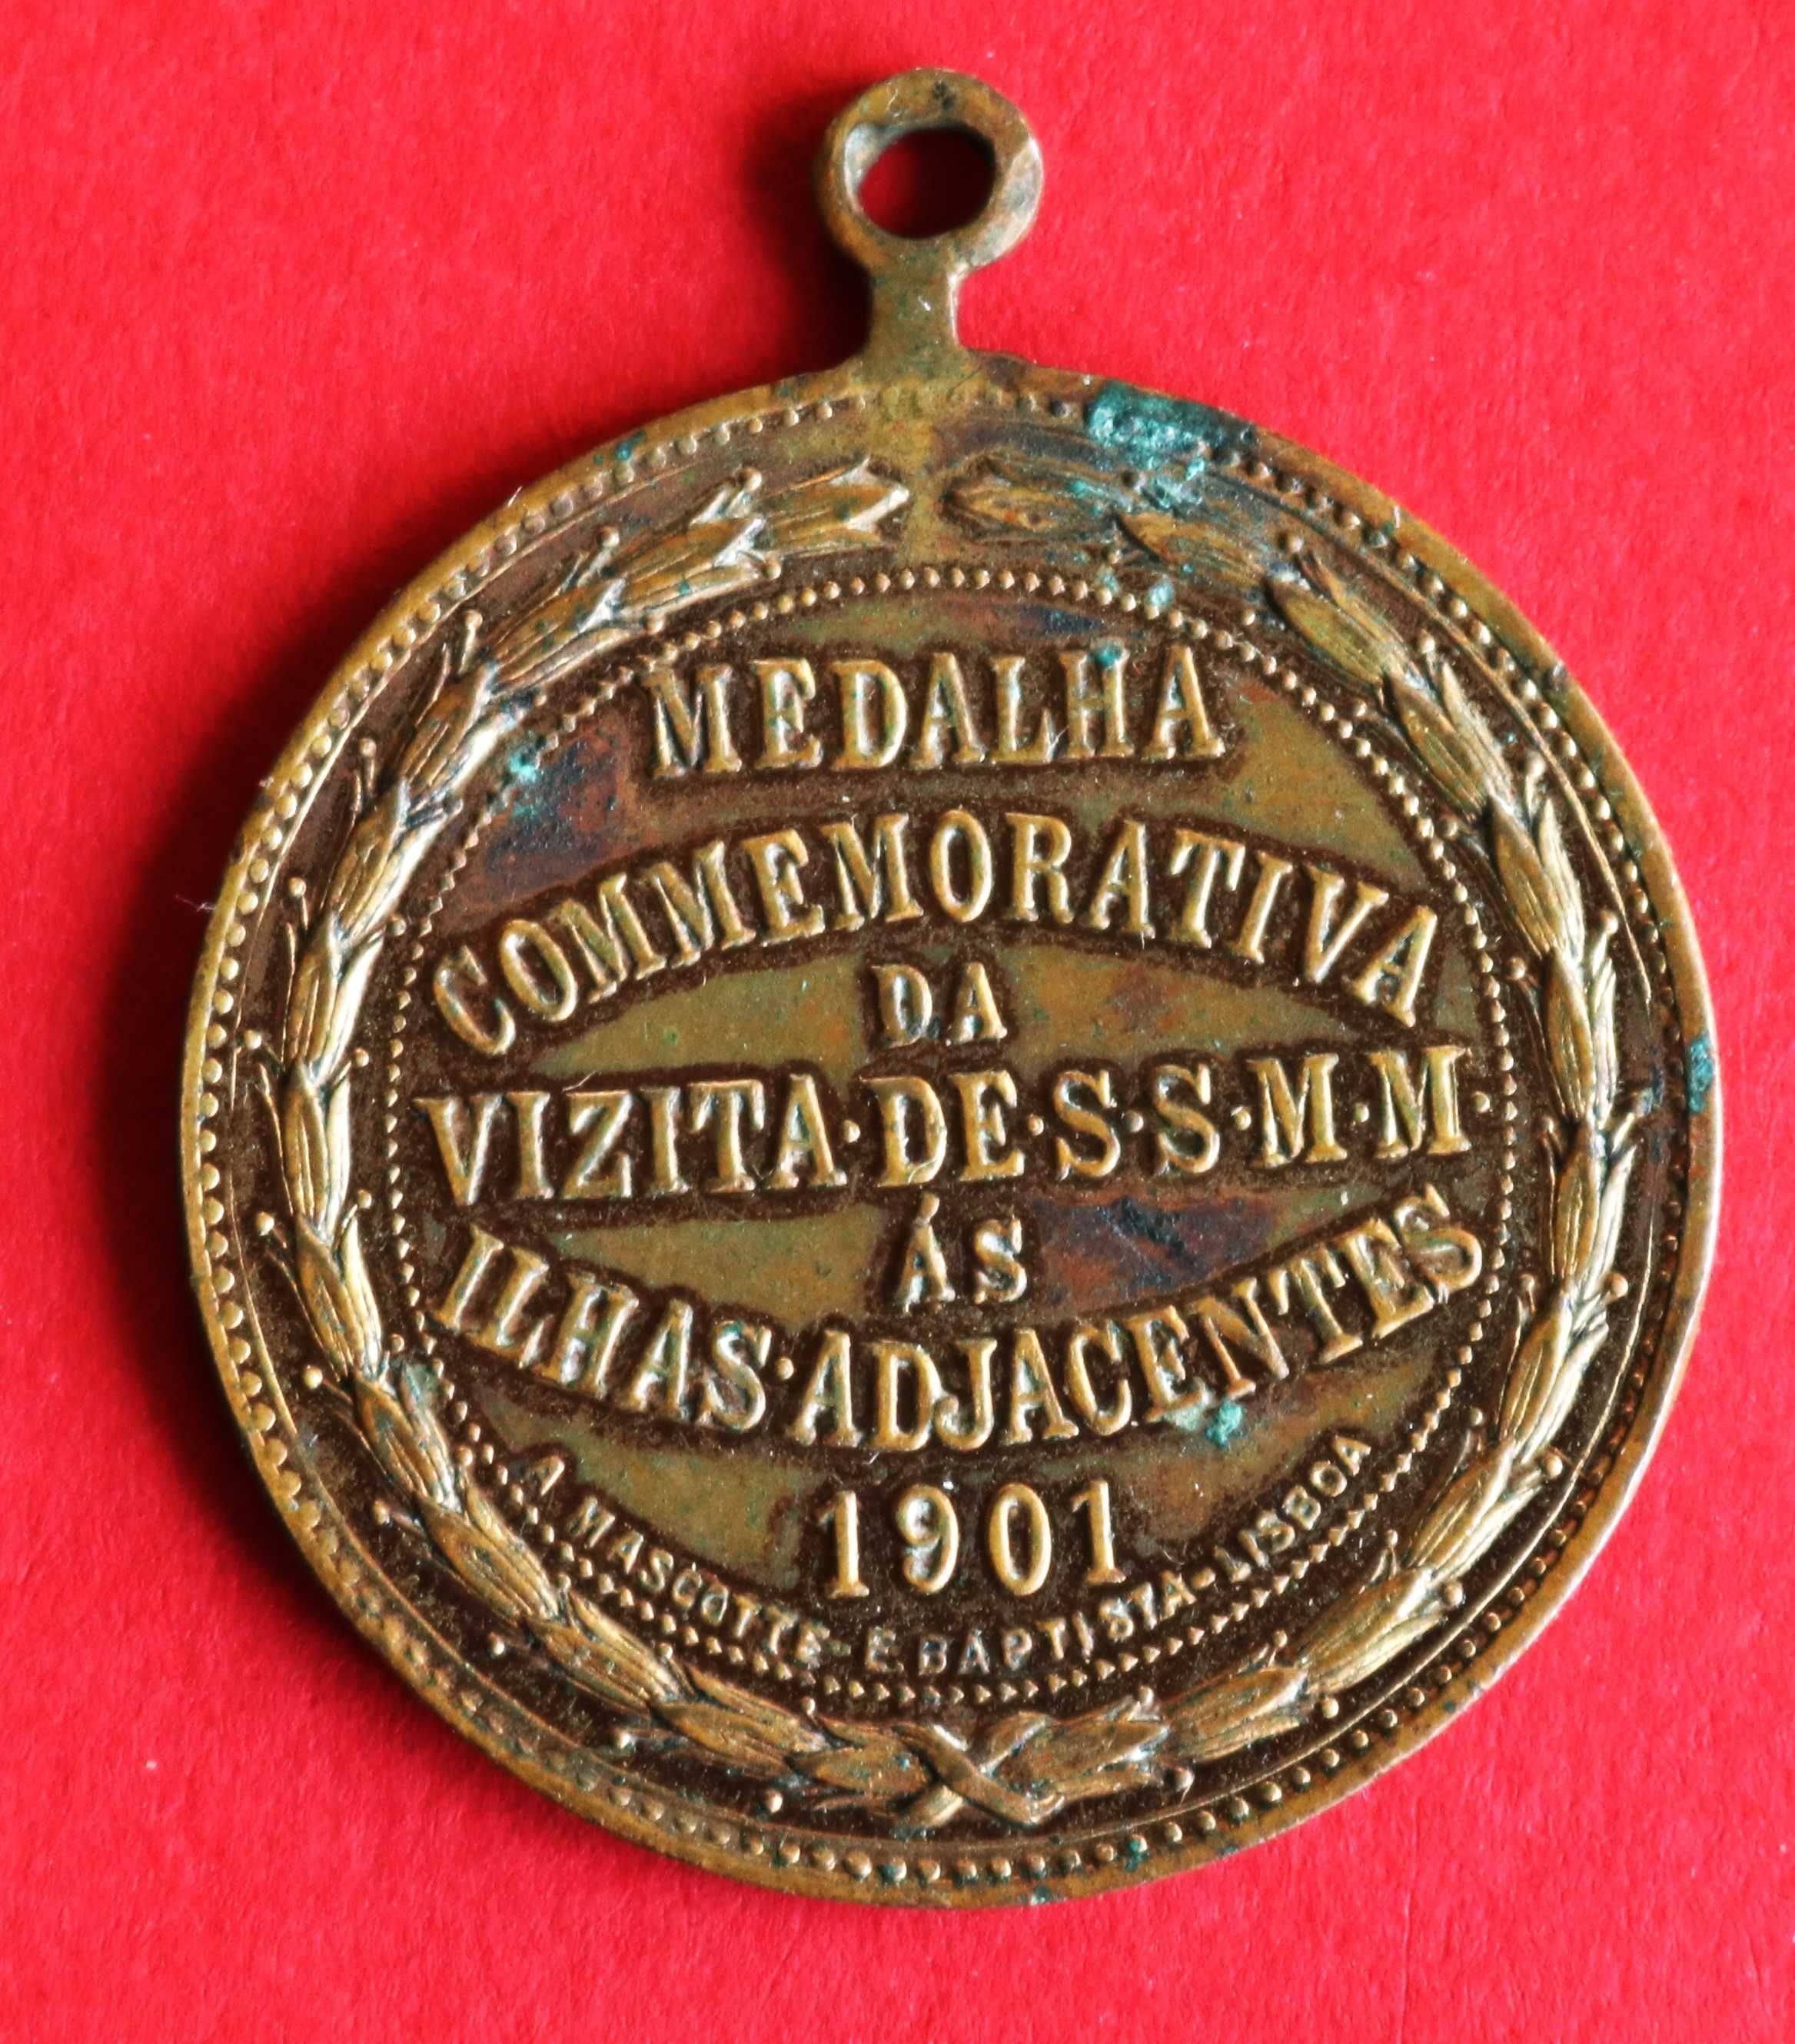 MEDALHA
COMMEMORATIVA
DA
VIZITA·DE·S·S·M·M·
ÁS
ILHAS·ADJACENTES
1901
A MASCOTTE-E.BAPTISTA-LISBOA